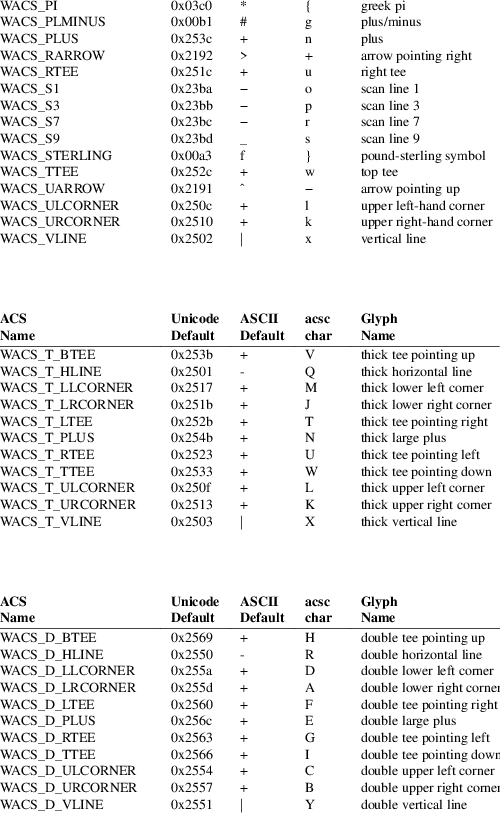 WACS_PI 0x03c0 * { greek pi
WACS_PLMINUS 0x00b1 # g plus/minus
WACS_PLUS 0x253c + n plus
WACS_RARROW 0x2192 > + arrow pointing right
WACS_RTEE 0x251c + u right tee
WACS_S1 0x23ba − o scan line 1
WACS_S3 0x23bb − p scan line 3
WACS_S7 0x23bc − r scan line 7
WACS_S9 0x23bd _ s scan line 9
WACS_STERLING 0x00a3 f } pound-sterling symbol
WACS_TTEE 0x252c + w top tee
WACS_UARROW 0x2191 ^ − arrow pointing up
WACS_ULCORNER 0x250c + l upper left-hand corner
WACS_URCORNER 0x2510 + k upper right-hand corner
WACS_VLINE 0x2502 | x vertical line
ACS Unicode ASCII acsc Glyph
Name Default Default char Name
WACS_T_BTEE 0x253b + V thick tee pointing up
WACS_T_HLINE 0x2501 - Q thick horizontal line
WACS_T_LLCORNER 0x2517 + M thick lower left corner
WACS_T_LRCORNER 0x251b + J thick lower right corner
WACS_T_LTEE 0x252b + T thick tee pointing right
WACS_T_PLUS 0x254b + N thick large plus
WACS_T_RTEE 0x2523 + U thick tee pointing left
WACS_T_TTEE 0x2533 + W thick tee pointing down
WACS_T_ULCORNER 0x250f + L thick upper left corner
WACS_T_URCORNER 0x2513 + K thick upper right corner
WACS_T_VLINE 0x2503 | X thick vertical line
ACS Unicode ASCII acsc Glyph
Name Default Default char Name
WACS_D_BTEE 0x2569 + H double tee pointing up
WACS_D_HLINE 0x2550 - R double horizontal line
WACS_D_LLCORNER 0x255a + D double lower left corner
WACS_D_LRCORNER 0x255d + A double lower right corner
WACS_D_LTEE 0x2560 + F double tee pointing right
WACS_D_PLUS 0x256c + E double large plus
WACS_D_RTEE 0x2563 + G double tee pointing left
WACS_D_TTEE 0x2566 + I double tee pointing down
WACS_D_ULCORNER 0x2554 + C double upper left corner
WACS_D_URCORNER 0x2557 + B double upper right corner
WACS_D_VLINE 0x2551 | Y double vertical line